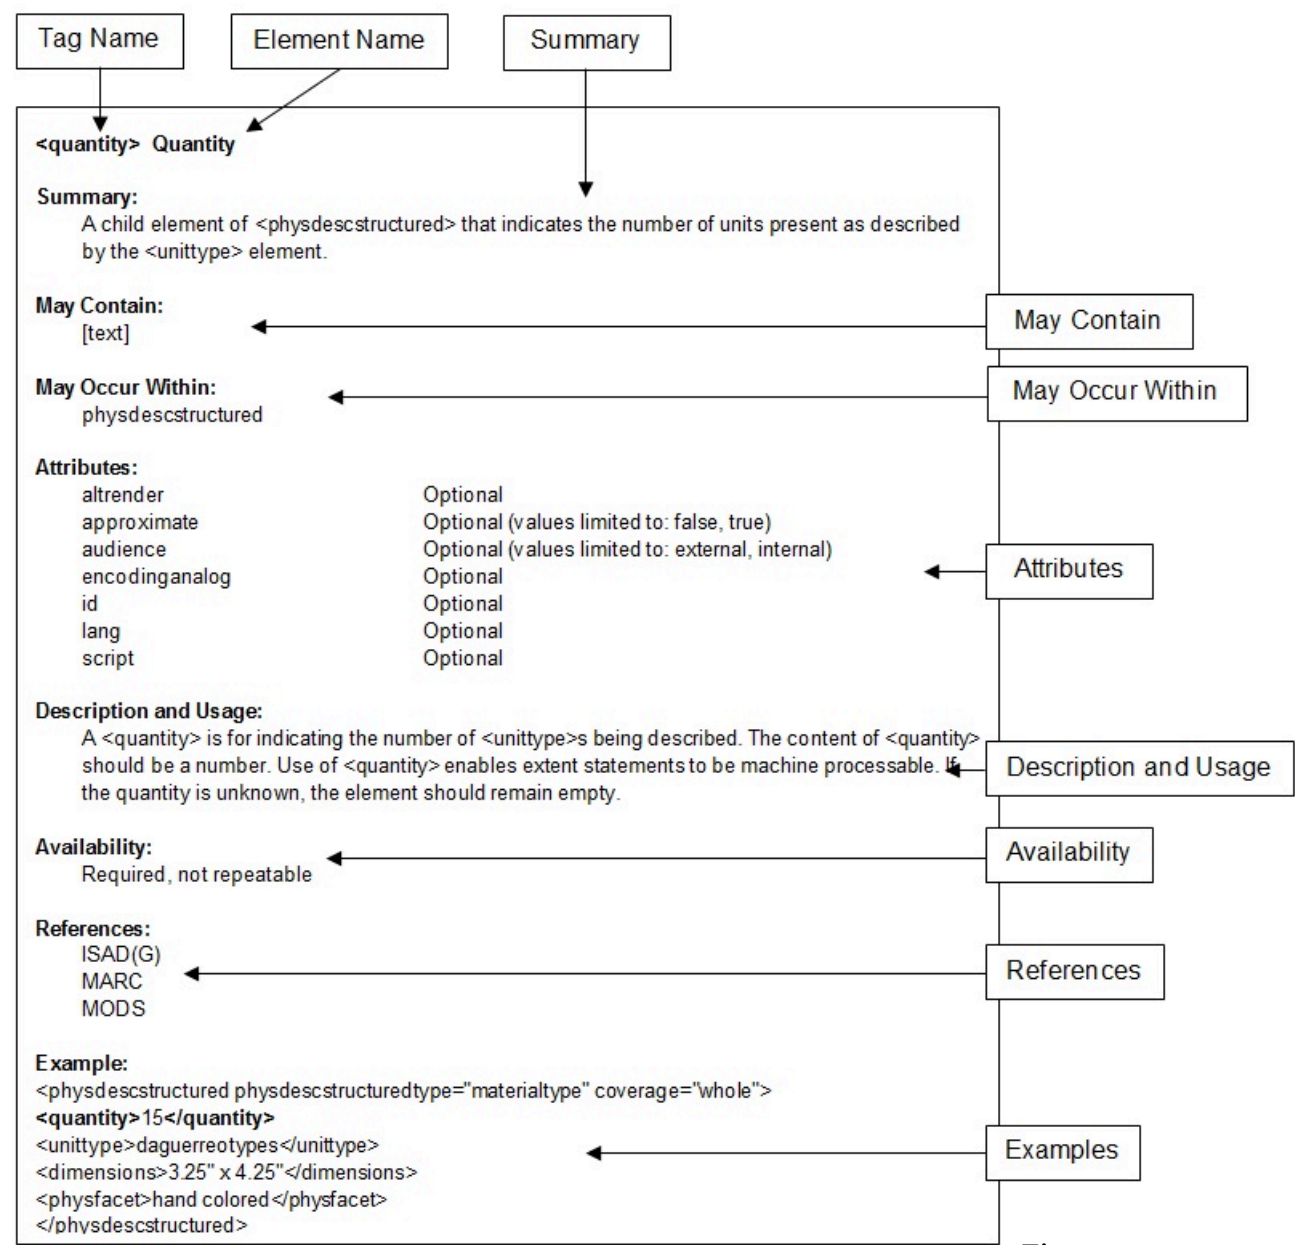 Tag Name
Element Name
Summary
<quantity> Quantity
Summary:
A child element of <physdescstructured> that indicates the number of units present as described
by the <unittype> element.
May Contain:
[text]
May Contain
May Occur Within:
physdescstructured
May Occur Within
Attributes:
altrender Optional
approximate Optional (values limited to: false, true)
audience Optional (values limited to: external, internal)
encodinganalog Optional
id Optional
lang Optional
script Optional
Attributes
Description and Usage:
A <quantity> is for indicating the number of <unittype>s being described. The content of <quantity>
should be a number. Use of <quantity> enables extent statements to be machine processable. If
the quantity is unknown, the element should remain empty.
Description and Usage
Availability:
Required, not repeatable
Availability
References:
ISAD(G)
MARC
MODS
References
Example:
<physdescstructured physdescstructuredtype="materialtype" coverage="whole">
<quantity>15</quantity>
<unittype>daguerreotypes</unittype>
<dimensions>3.25" x 4.25"</dimensions>
<physfacet>hand colored</physfacet>
</physdescstructured>
Examples